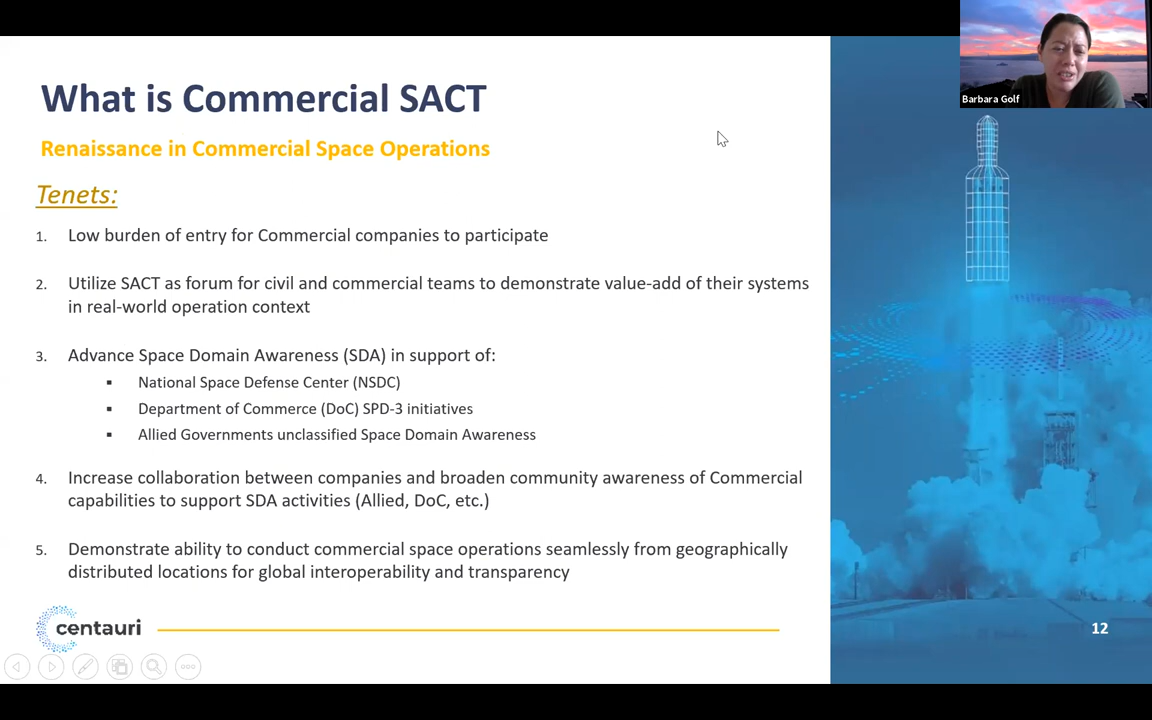 Barbara Golf
What is Commercial SACT
Renaissance in Commercial Space Operations
Tenets:
1. Low burden of entry for Commercial companies to participate
2. Utilize SACT as forum for civil and commercial teams to demonstrate value-add of their systems
in real-world operation context
3. Advance Space Domain Awareness (SDA) in support of:
▪ National Space Defense Center (NSDC)
▪ Department of Commerce (DoC) SPD-3 initiatives
▪ Allied Governments unclassified Space Domain Awareness
4. Increase collaboration between companies and broaden community awareness of Commercial
capabilities to support SDA activities (Allied, DoC, etc.)
5. Demonstrate ability to conduct commercial space operations seamlessly from geographically
distributed locations for global interoperability and transparency
centauri
12